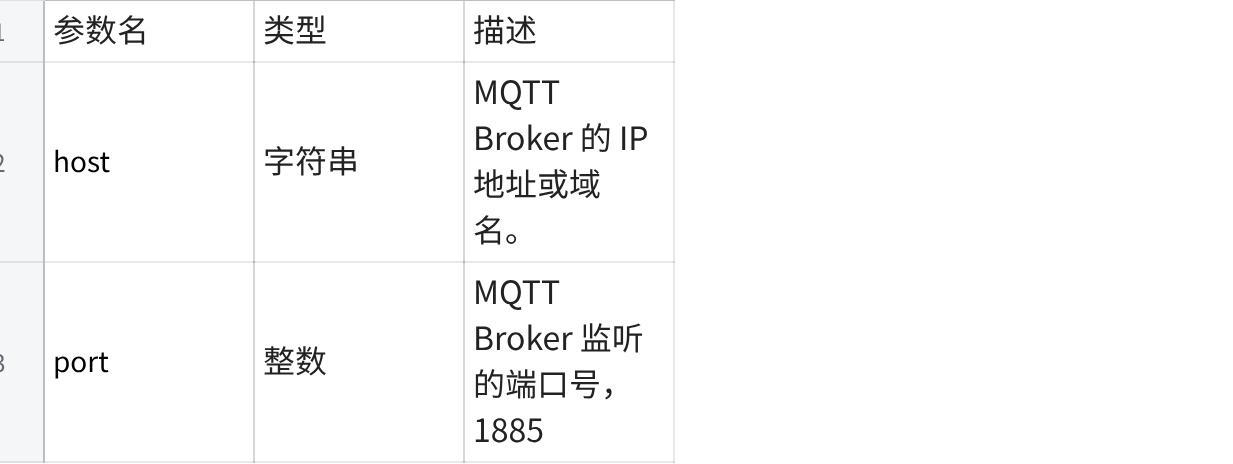 1 参数名 类型 描述
2 host 字符串 MQTT
Broker 的 IP
地址或域
名。
3 port 整数 MQTT
Broker 监听
的端口号，
1885